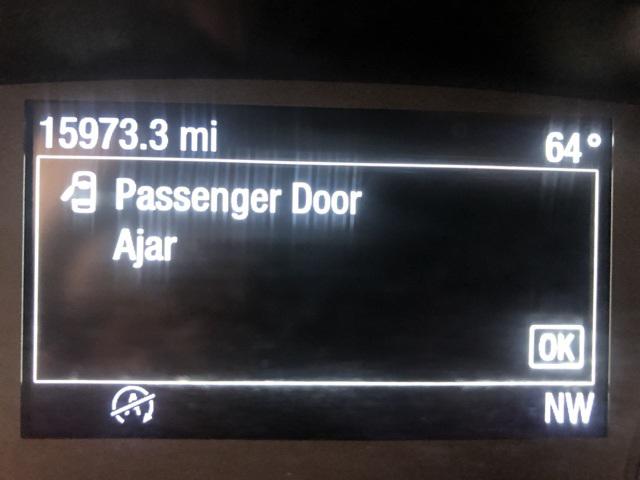 15973.3 mi 64°
Passenger Door
Ajar
OK
A
NW